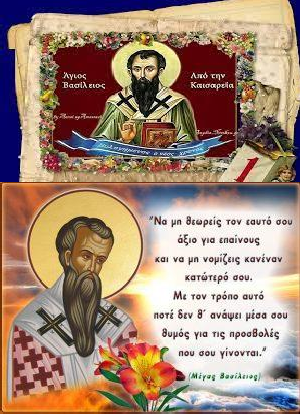 Άγιος Από την
Βασίλειος Καισαρεία
1
"Να μη θεωρείς τον εαυτό σου
άξιο για επαίνους
και να μη νομίζεις κανέναν
κατώτερό σου.
Με τον τρόπο αυτό
ποτέ δεν θ' ανάψει μέσα σου
θυμός για τις προσβολές
που σου γίνονται."
(Μέγας Βασίλειος)